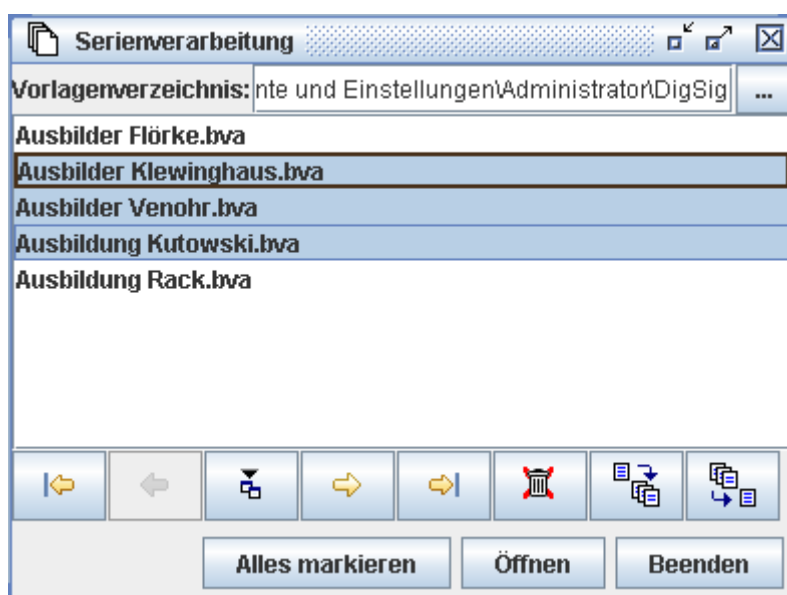 Serienverarbeitung
Vorlagenverzeichnis: nte und Einstellungen\Administrator\DigSig ...
Ausbilder Flörke.bva
Ausbilder Klewinghaus.bva
Ausbilder Venohr.bva
Ausbildung Kutowski.bva
Ausbildung Rack.bva
Alles markieren Öffnen Beenden